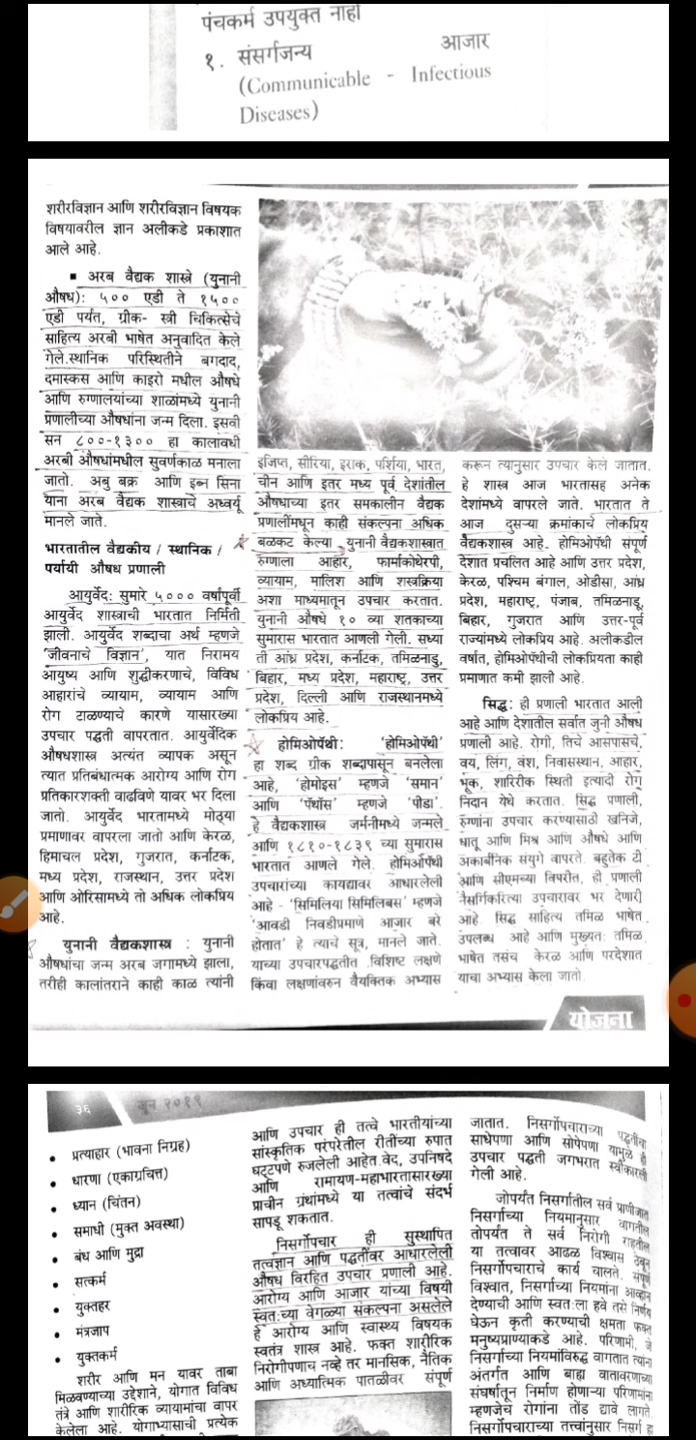 पंचकर्म उपयुक्त नाही
१. संसर्गजन्य आजार
(Communicable - Infectious
Diseases)
शरीरविज्ञान आणि शरीरविज्ञान विषयक
विषयावरील ज्ञान अलीकडे प्रकाशात
आले आहे.
▪ अरब वैद्यक शास्त्रे (युनानी
औषध): ५०० एडी ते १५००
एडी पर्यंत, ग्रीक- स्त्री चिकित्सेचे
साहित्य अरबी भाषेत अनुवादित केले
गेले.स्थानिक परिस्थितीने बगदाद,
दमास्कस आणि काइरो मधील औषधे
आणि रुग्णालयांच्या शाळांमध्ये युनानी
प्रणालीच्या औषधांना जन्म दिला. इसवी
सन ८००-१३०० हा कालावधी
अरबी औषधांमधील सुवर्णकाळ मनाला
जातो. अबु बक्र आणि इब्न सिना
याना अरब वैद्यक शास्त्राचे अध्वर्यू
मानले जाते.
भारतातील वैद्यकीय / स्थानिक /
पर्यायी औषध प्रणाली
आयुर्वेद: सुमारे ५००० वर्षांपूर्वी
आयुर्वेद शास्त्राची भारतात निर्मिती
झाली. आयुर्वेद शब्दाचा अर्थ म्हणजे
'जीवनाचे विज्ञान', यात निरामय
आयुष्य आणि शुद्धीकरणाचे, विविध
आहारांचे व्यायाम, व्यायाम आणि
रोग टाळण्याचे कारणे यासारख्या
उपचार पद्धती वापरतात. आयुर्वेदिक
औषधशास्त्र अत्यंत व्यापक असून
त्यात प्रतिबंधात्मक आरोग्य आणि रोग
प्रतिकारशक्ती वाढविणे यावर भर दिला
जातो. आयुर्वेद भारतामध्ये मोठ्या
प्रमाणावर वापरला जातो आणि केरळ,
हिमाचल प्रदेश, गुजरात, कर्नाटक,
मध्य प्रदेश, राजस्थान, उत्तर प्रदेश
आणि ओरिसामध्ये तो अधिक लोकप्रिय
आहे.
युनानी वैद्यकशास्त्र : युनानी
औषधांचा जन्म अरब जगामध्ये झाला,
तरीही कालांतराने काही काळ त्यांनी
इजिप्त, सीरिया, इराक, पर्शिया, भारत,
चीन आणि इतर मध्य पूर्व देशांतील
औषधाच्या इतर समकालीन वैद्यक
प्रणालींमधून काही संकल्पना अधिक
बळकट केल्या. युनानी वैद्यकशास्त्रात
रुग्णाला आहार, फार्माकोथेरपी,
व्यायाम, मालिश आणि शस्त्रक्रिया
अशा माध्यमातून उपचार करतात.
युनानी औषधे १० व्या शतकाच्या
सुमारास भारतात आणली गेली. सध्या
ती आंध्र प्रदेश, कर्नाटक, तमिळनाडु,
बिहार, मध्य प्रदेश, महाराष्ट्र, उत्तर
प्रदेश, दिल्ली आणि राजस्थानमध्ये
लोकप्रिय आहे.
होमिओपॅथी: 'होमिओपॅथी'
हा शब्द ग्रीक शब्दापासून बनलेला
आहे, 'होमोइस' म्हणजे 'समान'
आणि 'पॅथॉस' म्हणजे 'पीडा'.
हे वैद्यकशास्त्र जर्मनीमध्ये जन्मले
आणि १८१०-१८३९ च्या सुमारास
भारतात आणले गेले. होमिओपॅथी
उपचारांच्या कायद्यावर आधारलेली
आहे - 'सिमिलिया सिमिलिबस' म्हणजे
'आवडी निवडीप्रमाणे आजार बरे
होतात' हे त्याचे सूत्र, मानले जाते.
याच्या उपचारपद्धतीत विशिष्ट लक्षणे
किंवा लक्षणांवरुन वैयक्तिक अभ्यास
करून त्यानुसार उपचार केले जातात.
हे शास्त्र आज भारतासह अनेक
देशांमध्ये वापरले जाते. भारतात ते
आज दुसऱ्या क्रमांकाचे लोकप्रिय
वैद्यकशास्त्र आहे. होमिओपॅथी संपूर्ण
देशात प्रचलित आहे आणि उत्तर प्रदेश,
केरळ, पश्चिम बंगाल, ओडीसा, आंध्र
प्रदेश, महाराष्ट्र, पंजाब, तमिळनाडू,
बिहार, गुजरात आणि उत्तर-पूर्व
राज्यांमध्ये लोकप्रिय आहे. अलीकडील
वर्षात, होमिओपॅथीची लोकप्रियता काही
प्रमाणात कमी झाली आहे.
सिद्ध: ही प्रणाली भारतात आली
आहे आणि देशातील सर्वात जुनी औषध
प्रणाली आहे. रोगी, तिचे आसपासचे,
वय, लिंग, वंश, निवासस्थान, आहार,
भूक, शारिरीक स्थिती इत्यादी रोग
निदान येथे करतात. सिद्ध प्रणाली,
रुग्णांना उपचार करण्यासाठी खनिजे,
धातू आणि मिश्र आणि औषधे आणि
अकार्बनिक संयुगे वापरते. बहुतेक टी
आणि सीएमच्या विपरीत, ही प्रणाली
नैसर्गिकरित्या उपचारावर भर देणारी
आहे सिद्ध साहित्य तमिळ भाषेत
उपलब्ध आहे आणि मुख्यतः तमिळ
भाषेत तसंच केरळ आणि परदेशात
याचा अभ्यास केला जातो.
योजना
३६ जून २०१९
• प्रत्याहार (भावना निग्रह)
• धारणा (एकाग्रचित्त)
• ध्यान (चिंतन)
• समाधी (मुक्त अवस्था)
• बंध आणि मुद्रा
• सत्कर्म
• युक्तहर
• मंत्रजाप
• युक्तकर्म
शरीर आणि मन यावर ताबा
मिळवण्याच्या उद्देशाने, योगात विविध
तंत्रे आणि शारीरिक व्यायामांचा वापर
केलेला आहे. योगाभ्यासाची प्रत्येक
आणि उपचार ही तत्वे भारतीयांच्या
सांस्कृतिक परंपरेतील रीतींच्या रुपात
घट्टपणे रुजलेली आहेत.वेद, उपनिषदे
आणि रामायण-महाभारतासारख्या
प्राचीन ग्रंथांमध्ये या तत्वांचे संदर्भ
सापडू शकतात.
निसर्गोपचार ही सुस्थापित
तत्वज्ञान आणि पद्धतींवर आधारलेली
औषध विरहित उपचार प्रणाली आहे.
आरोग्य आणि आजार यांच्या विषयी
स्वतःच्या वेगळ्या संकल्पना असलेले
हे आरोग्य आणि स्वास्थ्य विषयक
स्वतंत्र शास्त्र आहे. फक्त शारीरिक
निरोगीपणाच नव्हे तर मानसिक, नैतिक
आणि अध्यात्मिक पातळीवर संपूर्ण
जातात. निसर्गोपचाराच्या पद्धतीचा
साधेपणा आणि सोपेपणा यामुळे ही
उपचार पद्धती जगभरात स्वीकारली
गेली आहे.
जोपर्यंत निसर्गातील सर्व प्राणीजात
निसर्गाच्या नियमानुसार वागतील
तोपर्यंत ते सर्व निरोगी राहतील
या तत्वावर आढळ विश्वास ठेवून
निसर्गोपचाराचे कार्य चालते. संपूर्ण
विश्वात, निसर्गाच्या नियमांना आव्हान
देण्याची आणि स्वतःला हवे तसे निर्णय
घेऊन कृती करण्याची क्षमता फक्त
मनुष्यप्राण्याकडे आहे. परिणामी, जे
निसर्गाच्या नियमांविरुद्ध वागतात त्यांना
अंतर्गत आणि बाह्य वातावरणाच्या
संघर्षातून निर्माण होणाऱ्या परिणामांना
म्हणजेच रोगांना तोंड द्यावे लागते.
निसर्गोपचाराच्या तत्त्वांनुसार निसर्ग हा